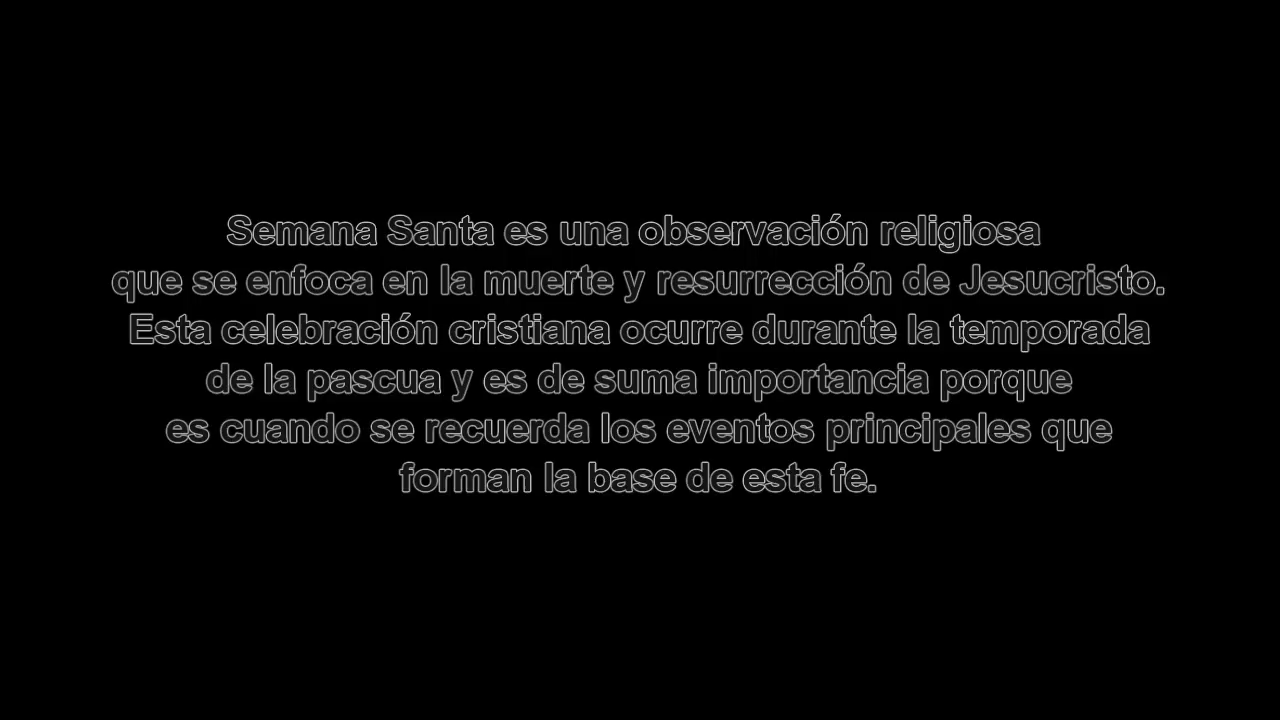 Semana Santa es una observación religiosa
que se enfoca en la muerte y resurrección de Jesucristo.
Esta celebración cristiana ocurre durante la temporada
de la pascua y es de suma importancia porque
es cuando se recuerda los eventos principales que
forman la base de esta fe.